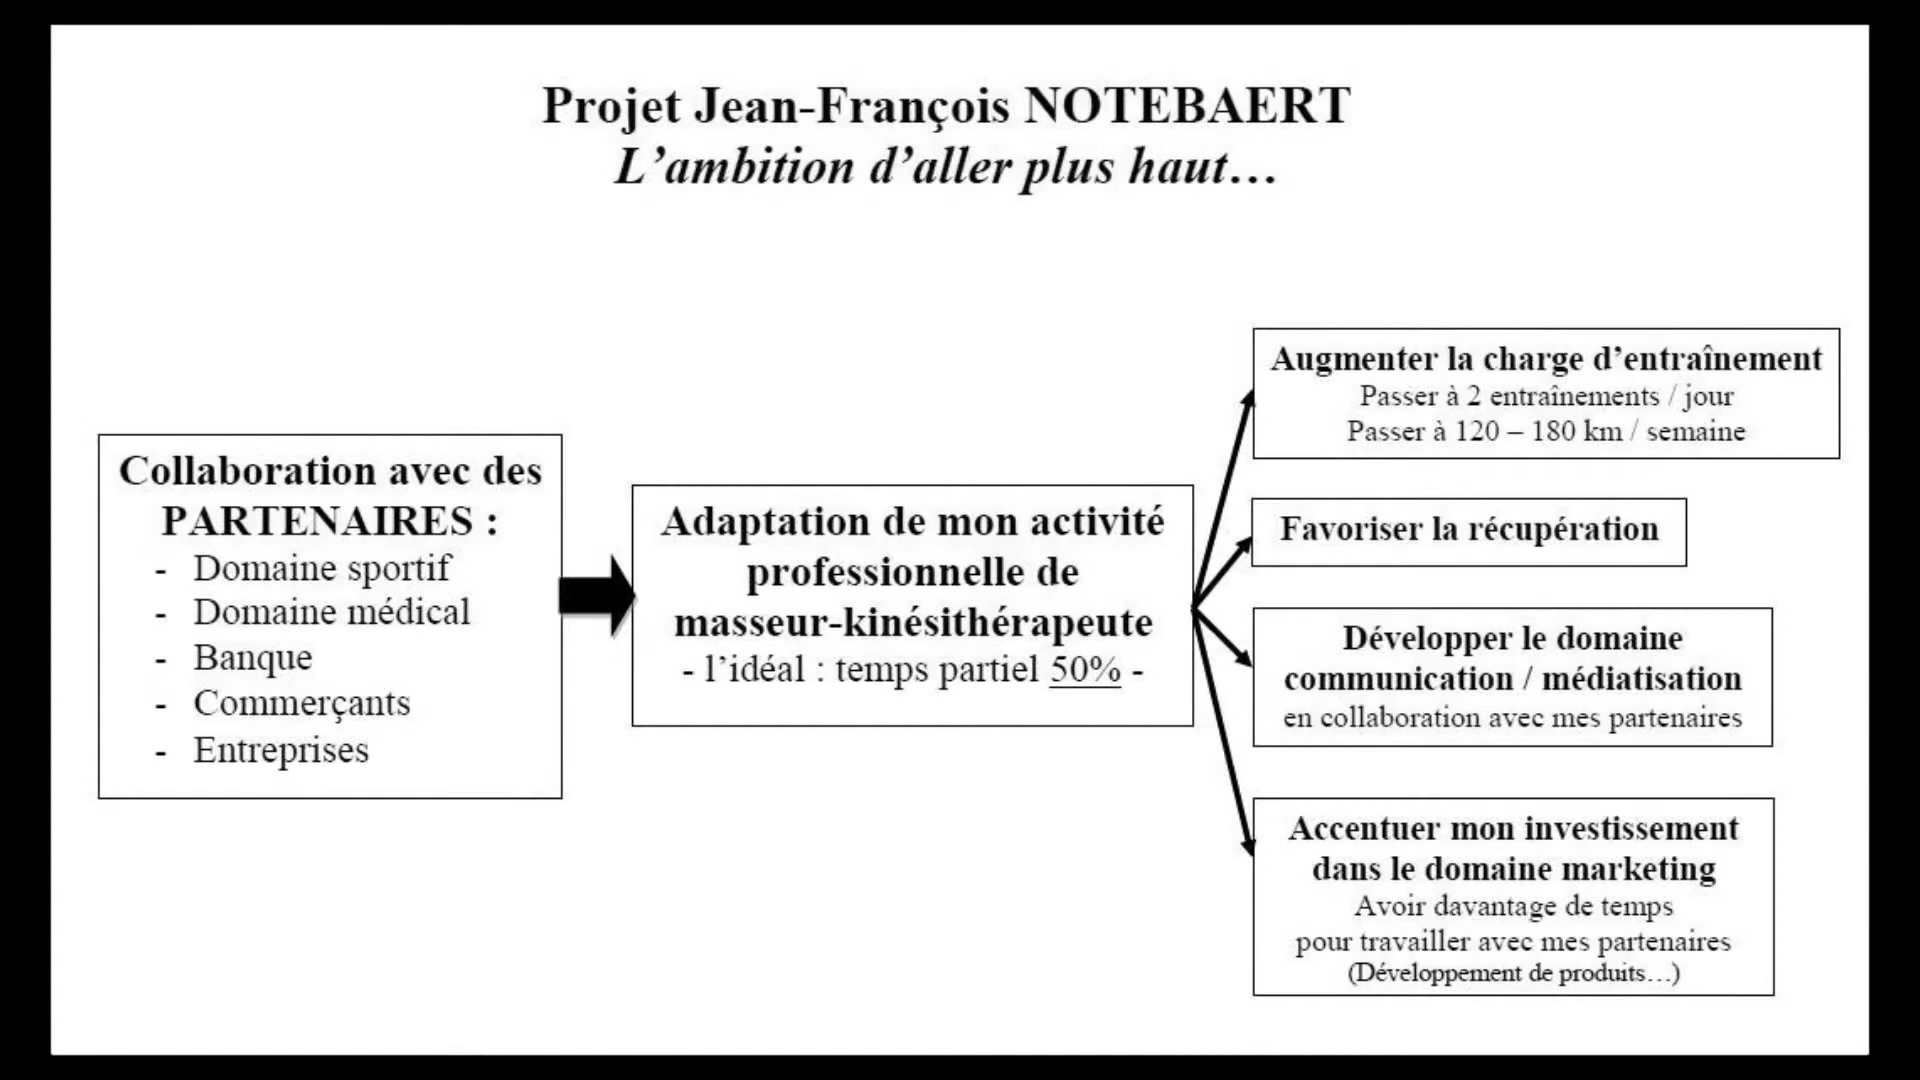 Projet Jean-François NOTEBAERT
L’ambition d’aller plus haut…
Collaboration avec des
PARTENAIRES :
- Domaine sportif
- Domaine médical
- Banque
- Commerçants
- Entreprises
Adaptation de mon activité
professionnelle de
masseur-kinésithérapeute
- l’idéal : temps partiel 50% -
Augmenter la charge d’entraînement
Passer à 2 entraînements / jour
Passer à 120 – 180 km / semaine
Favoriser la récupération
Développer le domaine
communication / médiatisation
en collaboration avec mes partenaires
Accentuer mon investissement
dans le domaine marketing
Avoir davantage de temps
pour travailler avec mes partenaires
(Développement de produits…)